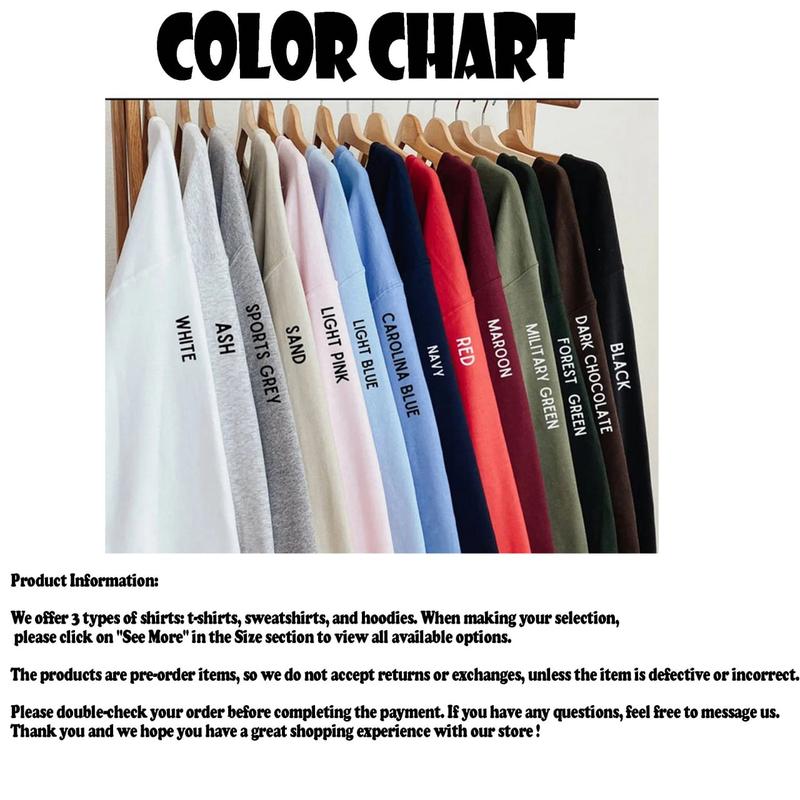 COLOR CHART
WHITE
ASH
SPORTS GREY
SAND
LIGHT PINK
LIGHT BLUE
CAROLINA BLUE
NAVY
RED
MAROON
MILITARY GREEN
FOREST GREEN
DARK CHOCOLATE
BLACK
Product Information:
We offer 3 types of shirts: t-shirts, sweatshirts, and hoodies. When making your selection,
please click on "See More" in the Size section to view all available options.
The products are pre-order items, so we do not accept returns or exchanges, unless the item is defective or incorrect.
Please double-check your order before completing the payment. If you have any questions, feel free to message us.
Thank you and we hope you have a great shopping experience with our store !